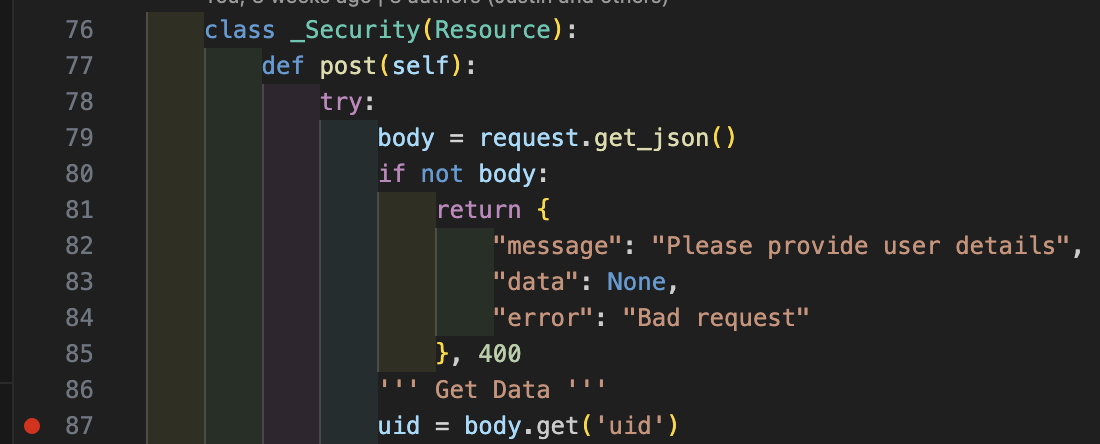 You, 3 weeks ago | 3 authors (Justin and others)
76 class _Security(Resource):
77 def post(self):
78 try:
79 body = request.get_json()
80 if not body:
81 return {
82 "message": "Please provide user details",
83 "data": None,
84 "error": "Bad request"
85 }, 400
86 ''' Get Data '''
87 uid = body.get('uid')